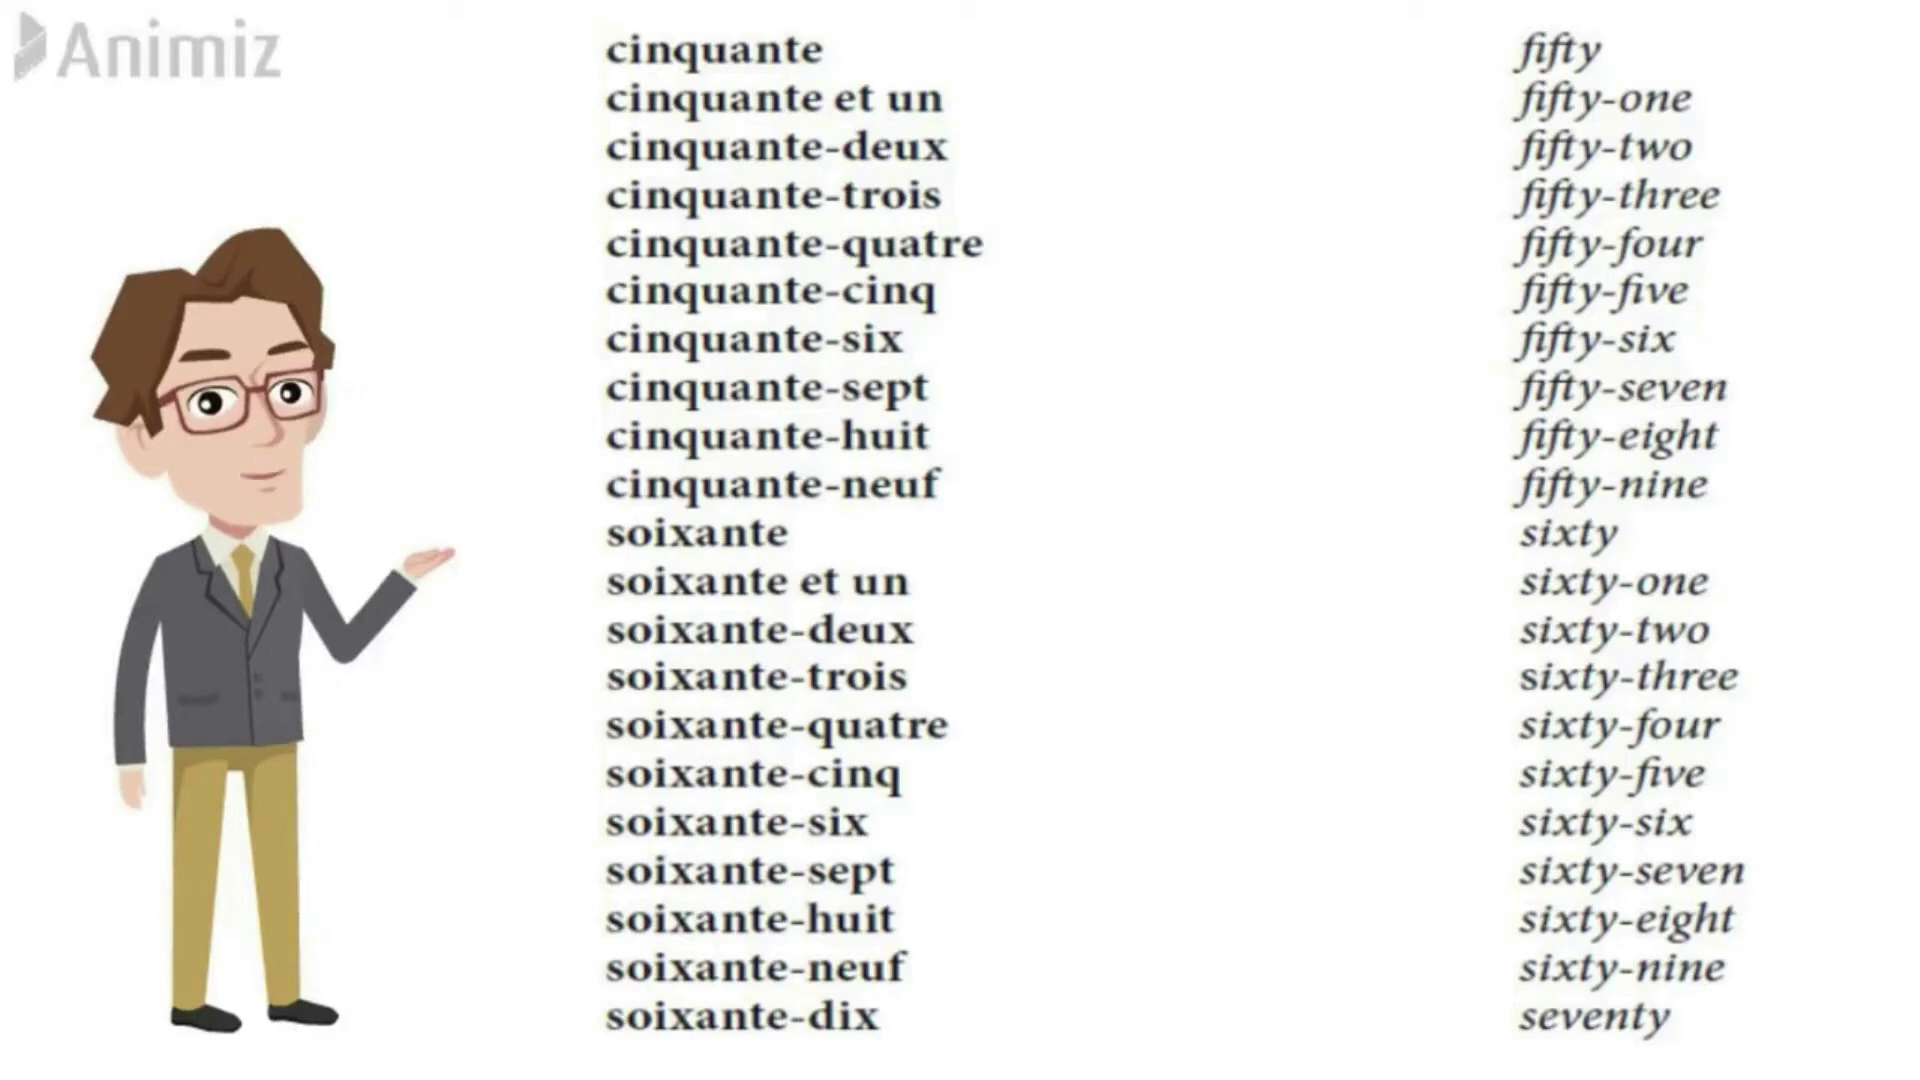 Animiz
cinquante fifty
cinquante et un fifty-one
cinquante-deux fifty-two
cinquante-trois fifty-three
cinquante-quatre fifty-four
cinquante-cinq fifty-five
cinquante-six fifty-six
cinquante-sept fifty-seven
cinquante-huit fifty-eight
cinquante-neuf fifty-nine
soixante sixty
soixante et un sixty-one
soixante-deux sixty-two
soixante-trois sixty-three
soixante-quatre sixty-four
soixante-cinq sixty-five
soixante-six sixty-six
soixante-sept sixty-seven
soixante-huit sixty-eight
soixante-neuf sixty-nine
soixante-dix seventy